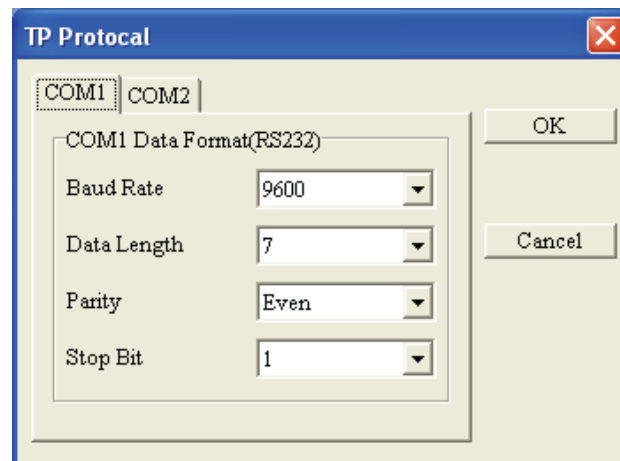 TP Protocal
COM1 COM2
OK
COM1 Data Format(RS232)
Baud Rate 9600
Data Length 7
Cancel
Parity Even
Stop Bit 1